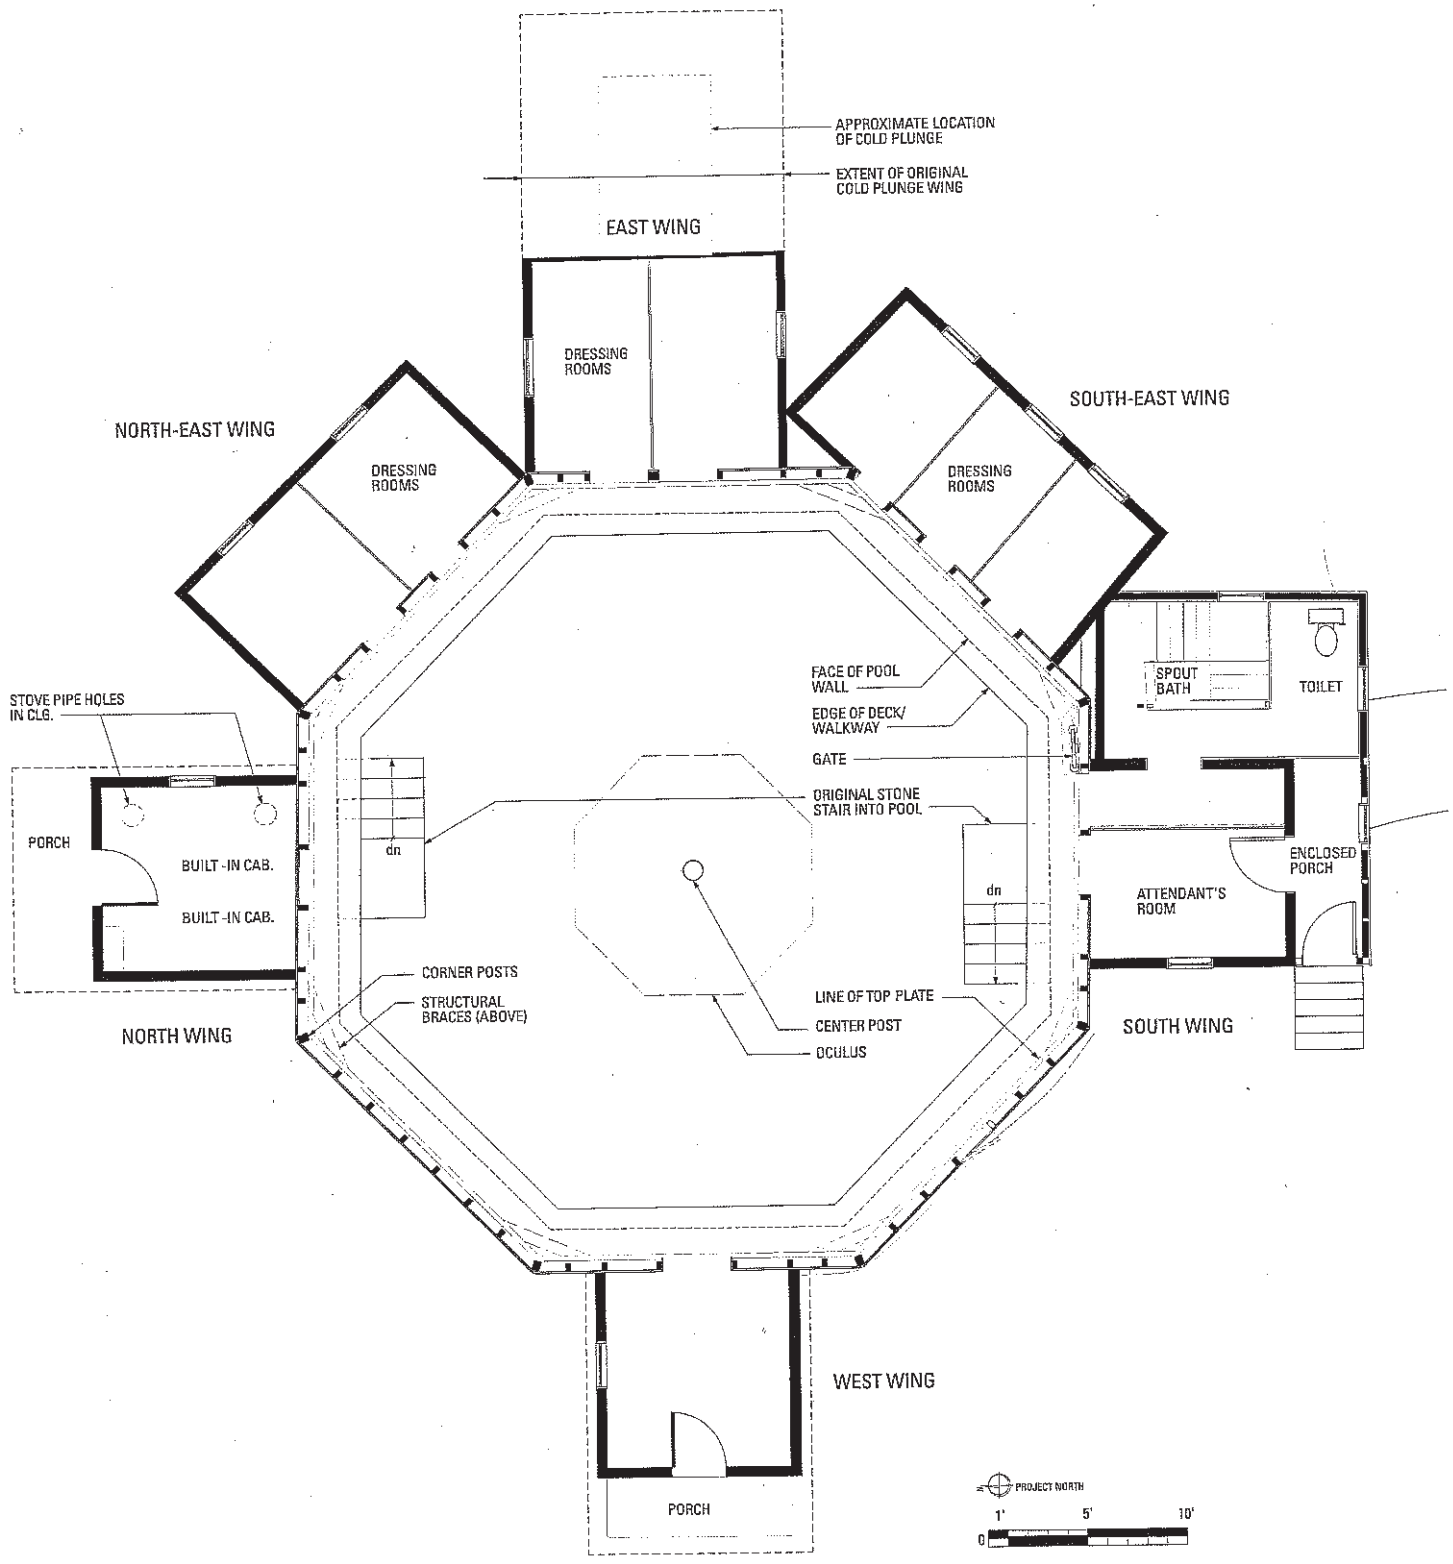 APPROXIMATE LOCATION
OF COLD PLUNGE
EXTENT OF ORIGINAL
COLD PLUNGE WING
EAST WING
DRESSING
ROOMS
SOUTH-EAST WING
NORTH-EAST WING
DRESSING
ROOMS
DRESSING
ROOMS
FACE OF POOL
WALL
SPOUT
BATH
TOILET
STOVE PIPE HOLES
IN CLG.
EDGE OF DECK/
WALKWAY
GATE
ORIGINAL STONE
STAIR INTO POOL
PORCH
dn
BUILT-IN CAB.
ENCLOSED
PORCH
dn
ATTENDANT'S
ROOM
BUILT-IN CAB.
CORNER POSTS
STRUCTURAL
BRACES (ABOVE)
LINE OF TOP PLATE
CENTER POST
OCULUS
NORTH WING
SOUTH WING
WEST WING
PORCH
N
PROJECT NORTH
1' 5' 10'
0